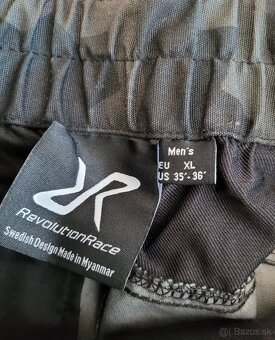 Men's
EU XL
US 35'- 36'
RevolutionRace
Swedish Design Made in Myanmar
Bazos.sk